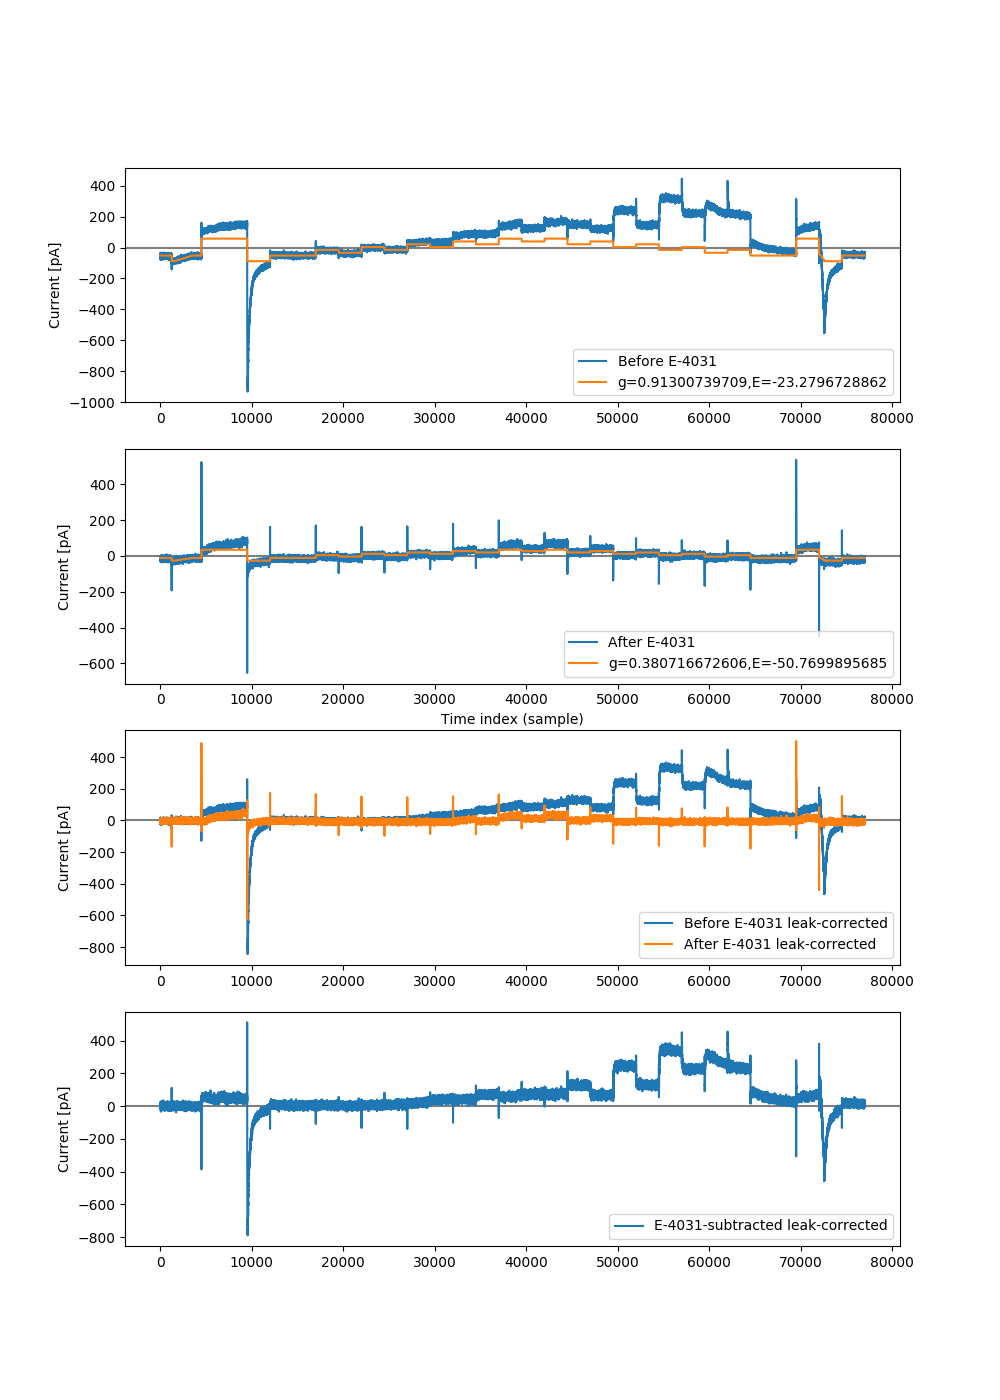 400
200
0
−200
−400
−600
−800
−1000
Current [pA]
Before E-4031
g=0.91300739709,E=-23.2796728862
0 10000 20000 30000 40000 50000 60000 70000 80000
400
200
0
−200
−400
−600
Current [pA]
After E-4031
g=0.380716672606,E=-50.7699895685
0 10000 20000 30000 40000 50000 60000 70000 80000
Time index (sample)
400
200
0
−200
−400
−600
−800
Current [pA]
Before E-4031 leak-corrected
After E-4031 leak-corrected
0 10000 20000 30000 40000 50000 60000 70000 80000
400
200
0
−200
−400
−600
−800
Current [pA]
E-4031-subtracted leak-corrected
0 10000 20000 30000 40000 50000 60000 70000 80000